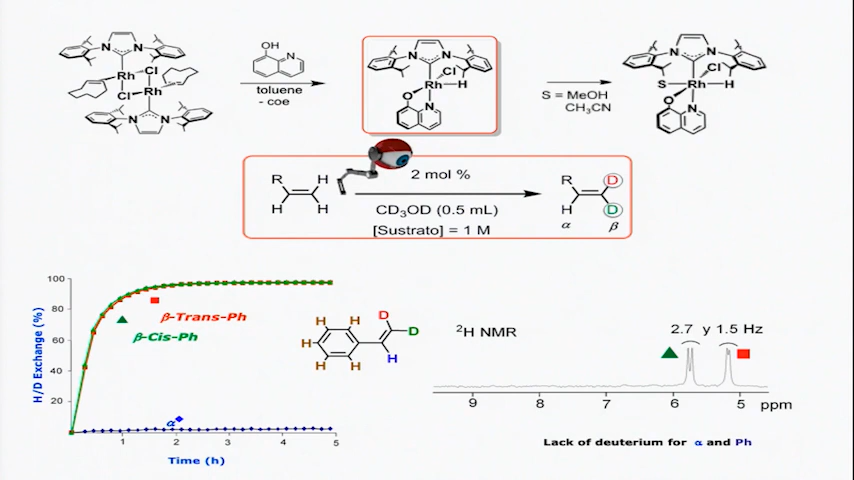 OH
N
toluene
- coe
N N
Rh Cl
Cl Rh
N N
N N
Cl
Rh H
O N
S = MeOH
CH3CN
N N
Cl
S Rh H
O N
R H
H H
2 mol %
CD3OD (0.5 mL)
[Sustrato] = 1 M
R D
H D
α β
H/D Exchange (%)
100
80
60
40
20
β-Trans-Ph
β-Cis-Ph
α
1 2 3 4 5
Time (h)
H H D
H D
H H H
2H NMR
2.7 y 1.5 Hz
9 8 7 6 5 ppm
Lack of deuterium for α and Ph